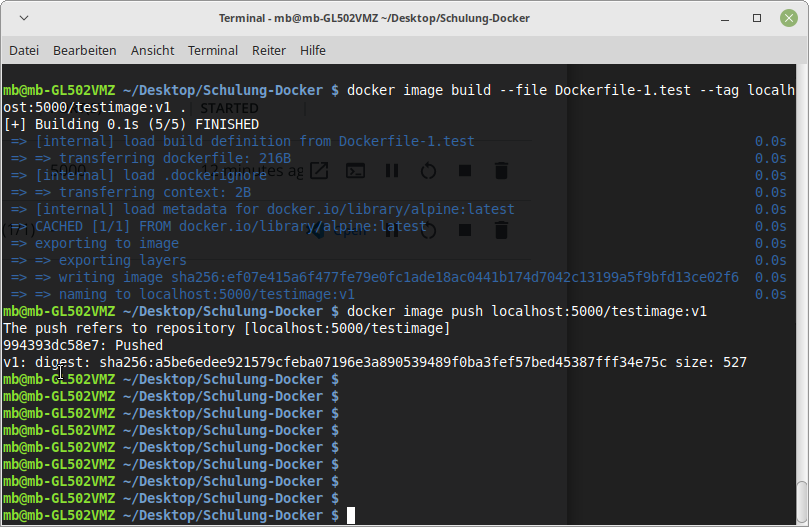 Terminal - mb@mb-GL502VMZ ~/Desktop/Schulung-Docker
Datei Bearbeiten Ansicht Terminal Reiter Hilfe
mb@mb-GL502VMZ ~/Desktop/Schulung-Docker $ docker image build --file Dockerfile-1.test --tag localh
ost:5000/testimage:v1 .
STARTED
[+] Building 0.1s (5/5) FINISHED
=> [internal] load build definition from Dockerfile-1.test 0.0s
=> => transferring dockerfile: 216B 0.0s
12 minutes ag
=> [internal] load .dockerignore 0.0s
=> => transferring context: 2B 0.0s
=> [internal] load metadata for docker.io/library/alpine:latest 0.0s
=> CACHED [1/1] FROM docker.io/library/alpine:latest 0.0s
=> exporting to image 0.0s
=> => exporting layers 0.0s
=> => writing image sha256:ef07e415a6f477fe79e0fc1ade18ac0441b174d7042c13199a5f9bfd13ce02f6 0.0s
=> => naming to localhost:5000/testimage:v1 0.0s
mb@mb-GL502VMZ ~/Desktop/Schulung-Docker $ docker image push localhost:5000/testimage:v1
The push refers to repository [localhost:5000/testimage]
994393dc58e7: Pushed
v1: digest: sha256:a5be6edee921579cfeba07196e3a890539489f0ba3fef57bed45387fff34e75c size: 527
mb@mb-GL502VMZ ~/Desktop/Schulung-Docker $
mb@mb-GL502VMZ ~/Desktop/Schulung-Docker $
mb@mb-GL502VMZ ~/Desktop/Schulung-Docker $
mb@mb-GL502VMZ ~/Desktop/Schulung-Docker $
mb@mb-GL502VMZ ~/Desktop/Schulung-Docker $
mb@mb-GL502VMZ ~/Desktop/Schulung-Docker $
mb@mb-GL502VMZ ~/Desktop/Schulung-Docker $
mb@mb-GL502VMZ ~/Desktop/Schulung-Docker $
mb@mb-GL502VMZ ~/Desktop/Schulung-Docker $